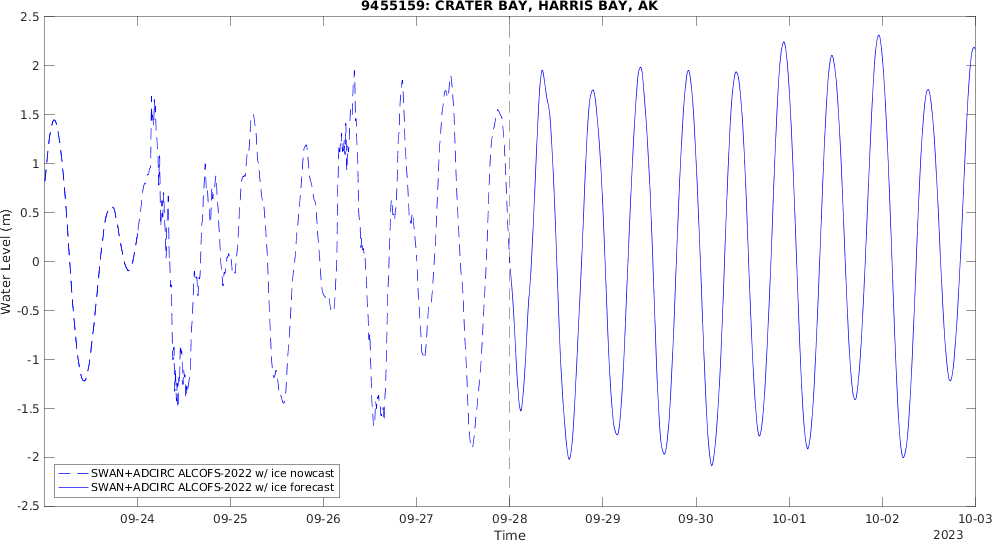 9455159: CRATER BAY, HARRIS BAY, AK
Water Level (m)
2.5
2
1.5
1
0.5
0
-0.5
-1
-1.5
-2
-2.5
SWAN+ADCIRC ALCOFS-2022 w/ ice nowcast
SWAN+ADCIRC ALCOFS-2022 w/ ice forecast
09-24 09-25 09-26 09-27 09-28 09-29 09-30 10-01 10-02 10-03
Time
2023